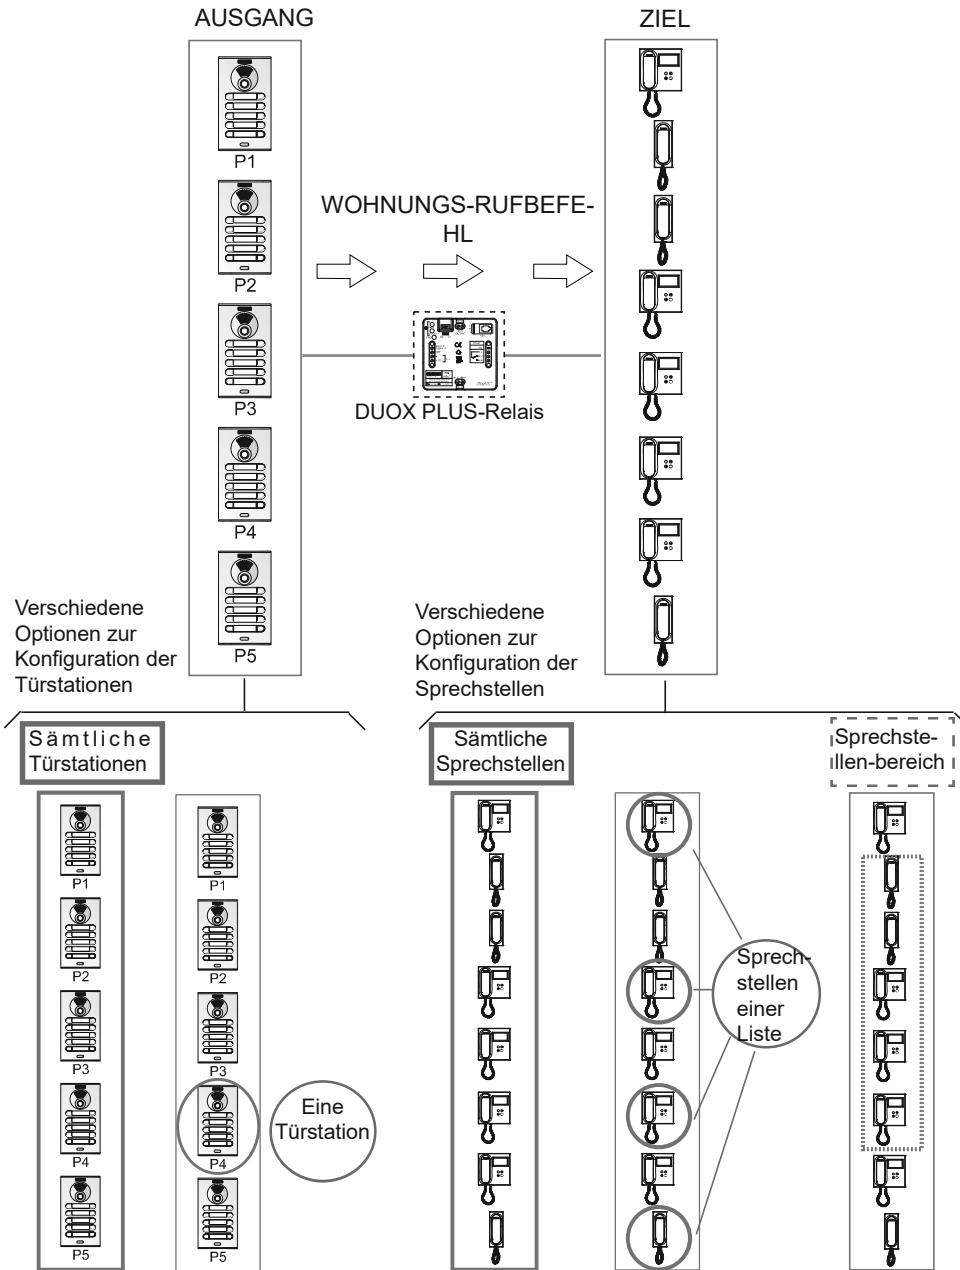 AUSGANG
ZIEL
P1
P2
P3
P4
P5
WOHNUNGS-RUFBEFE-
HL
DUOX PLUS-Relais
Verschiedene
Optionen zur
Konfiguration der
Türstationen
Verschiedene
Optionen zur
Konfiguration der
Sprechstellen
Sämtliche
Türstationen
P1
P2
P3
P4
P5
P1
P2
P3
P4
P5
Eine
Türstation
Sämtliche
Sprechstellen
Sprech-
stellen
einer
Liste
Sprechste-
llen-bereich